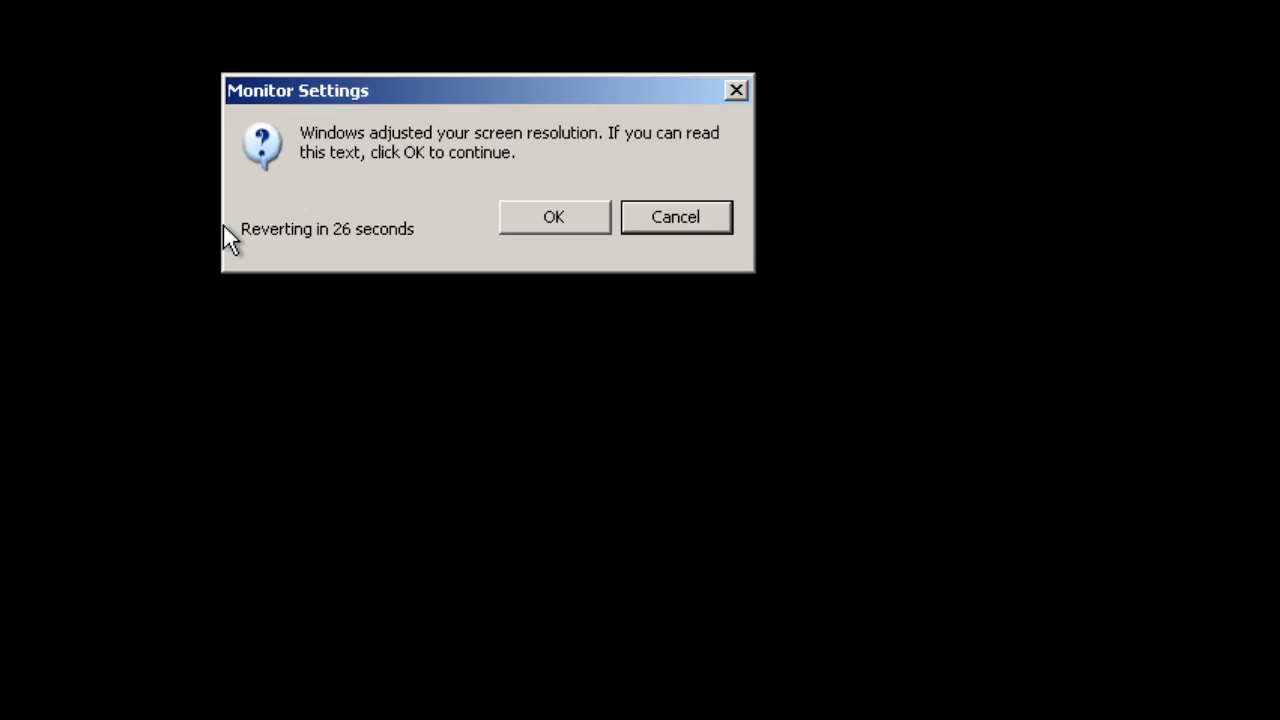 Monitor Settings
Windows adjusted your screen resolution. If you can read
this text, click OK to continue.
OK
Cancel
Reverting in 26 seconds